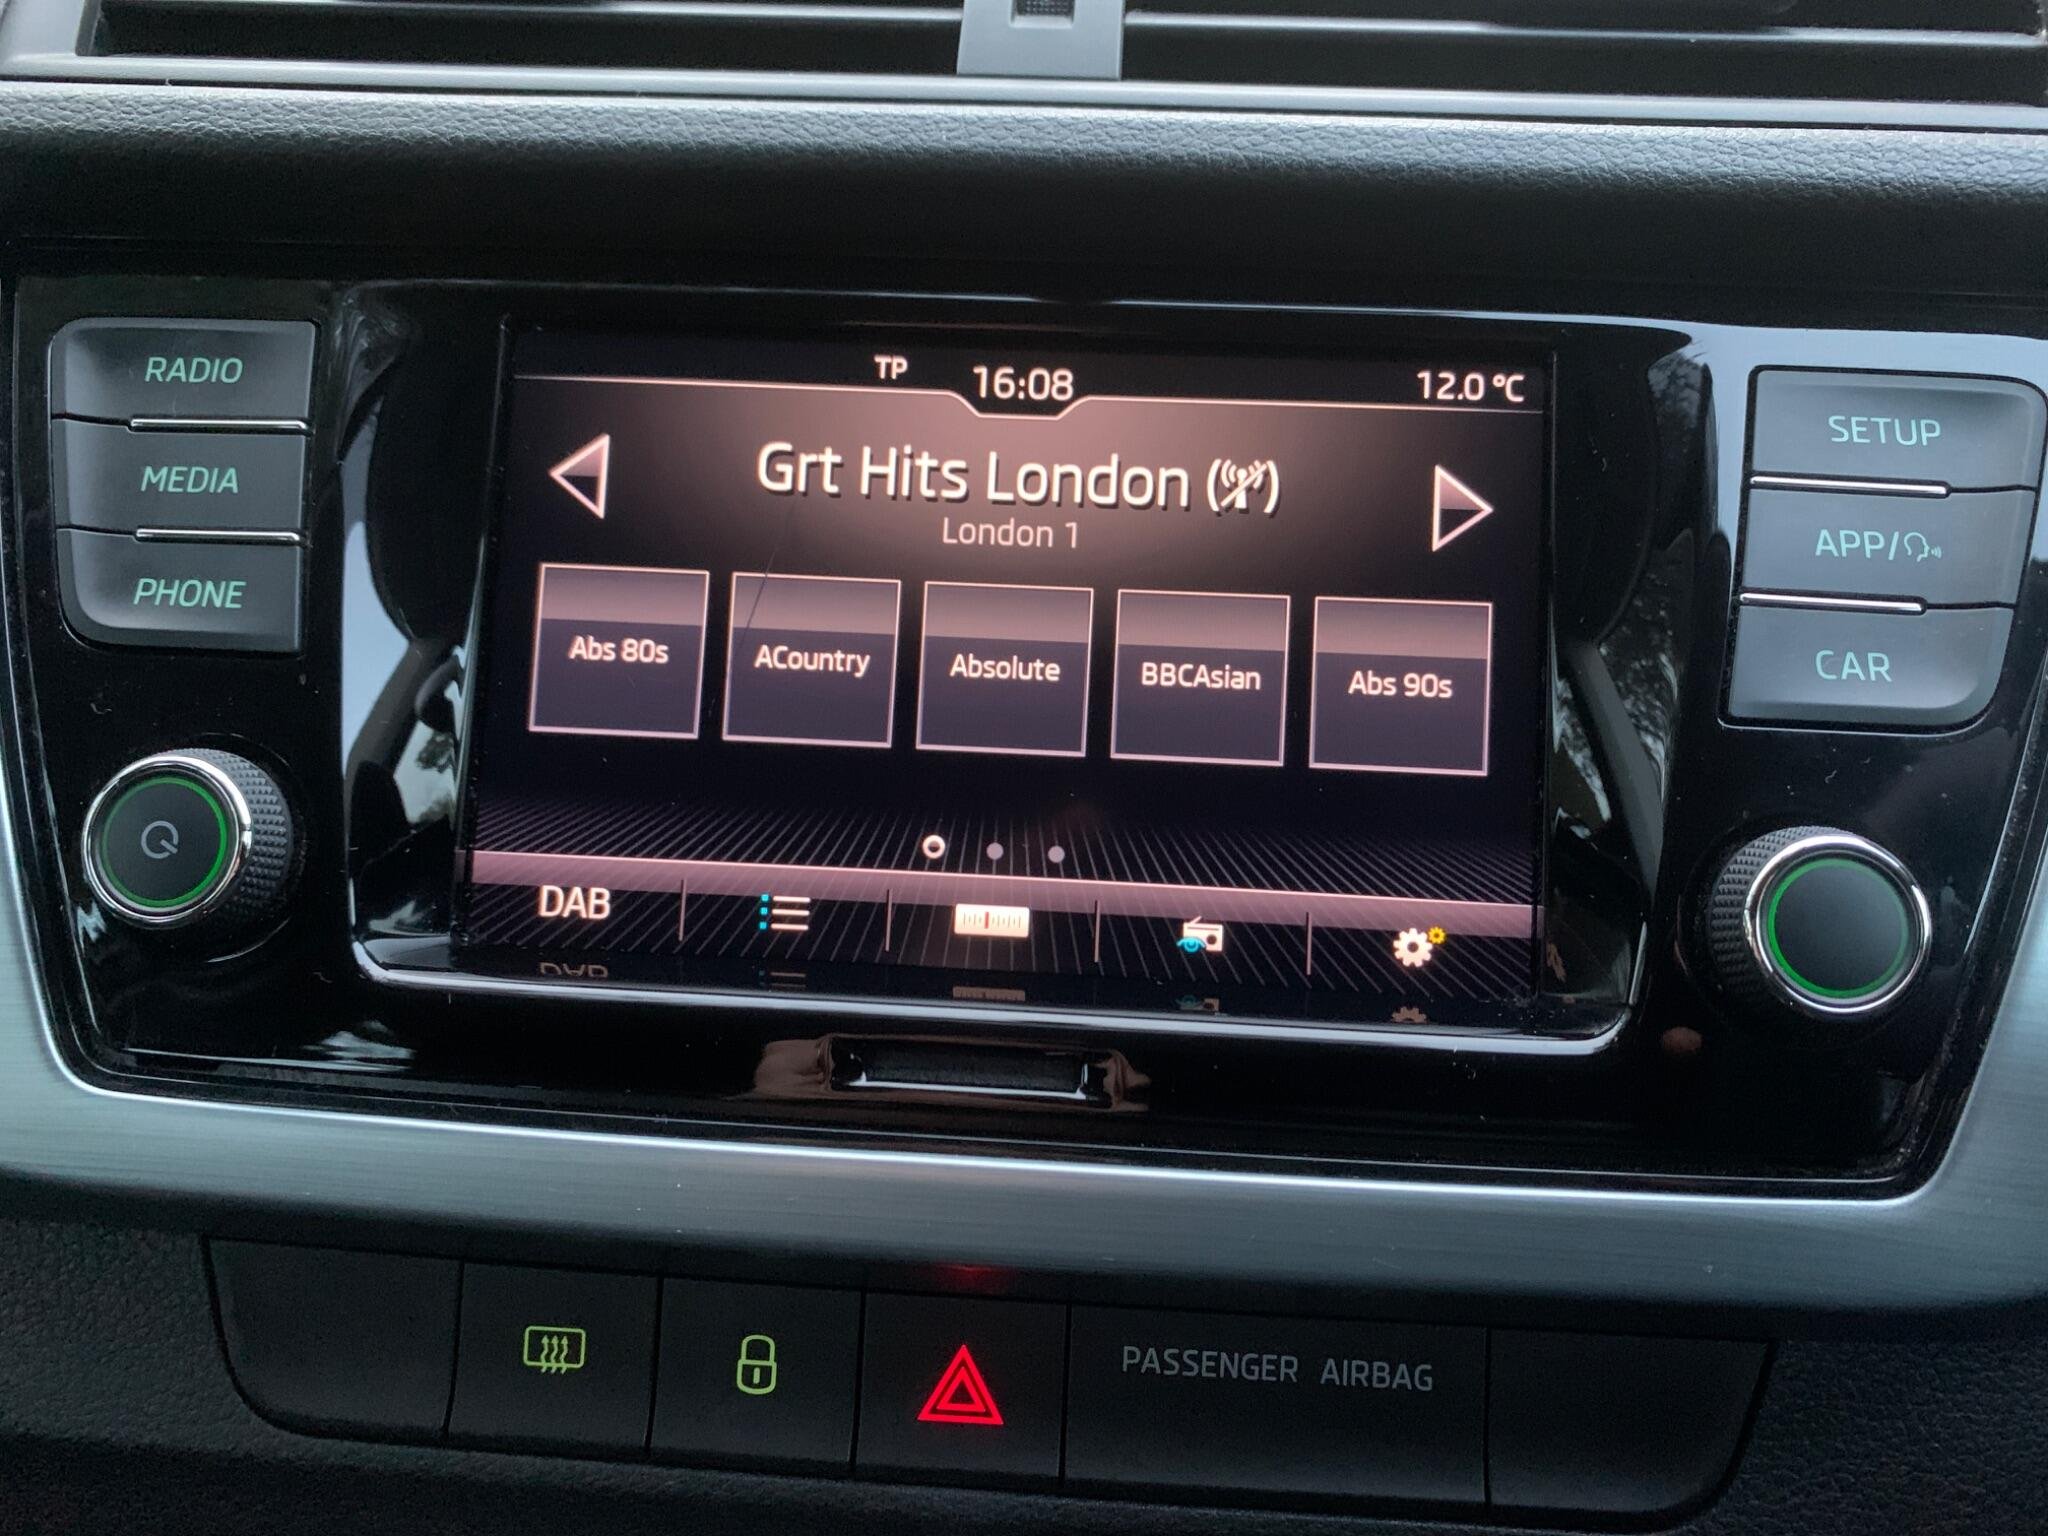 RADIO
MEDIA
PHONE
TP 16:08 12.0 °C
Grt Hits London
London 1
Abs 80s
ACountry
Absolute
BBCAsian
Abs 90s
DAB
SETUP
APP/
CAR
PASSENGER AIRBAG